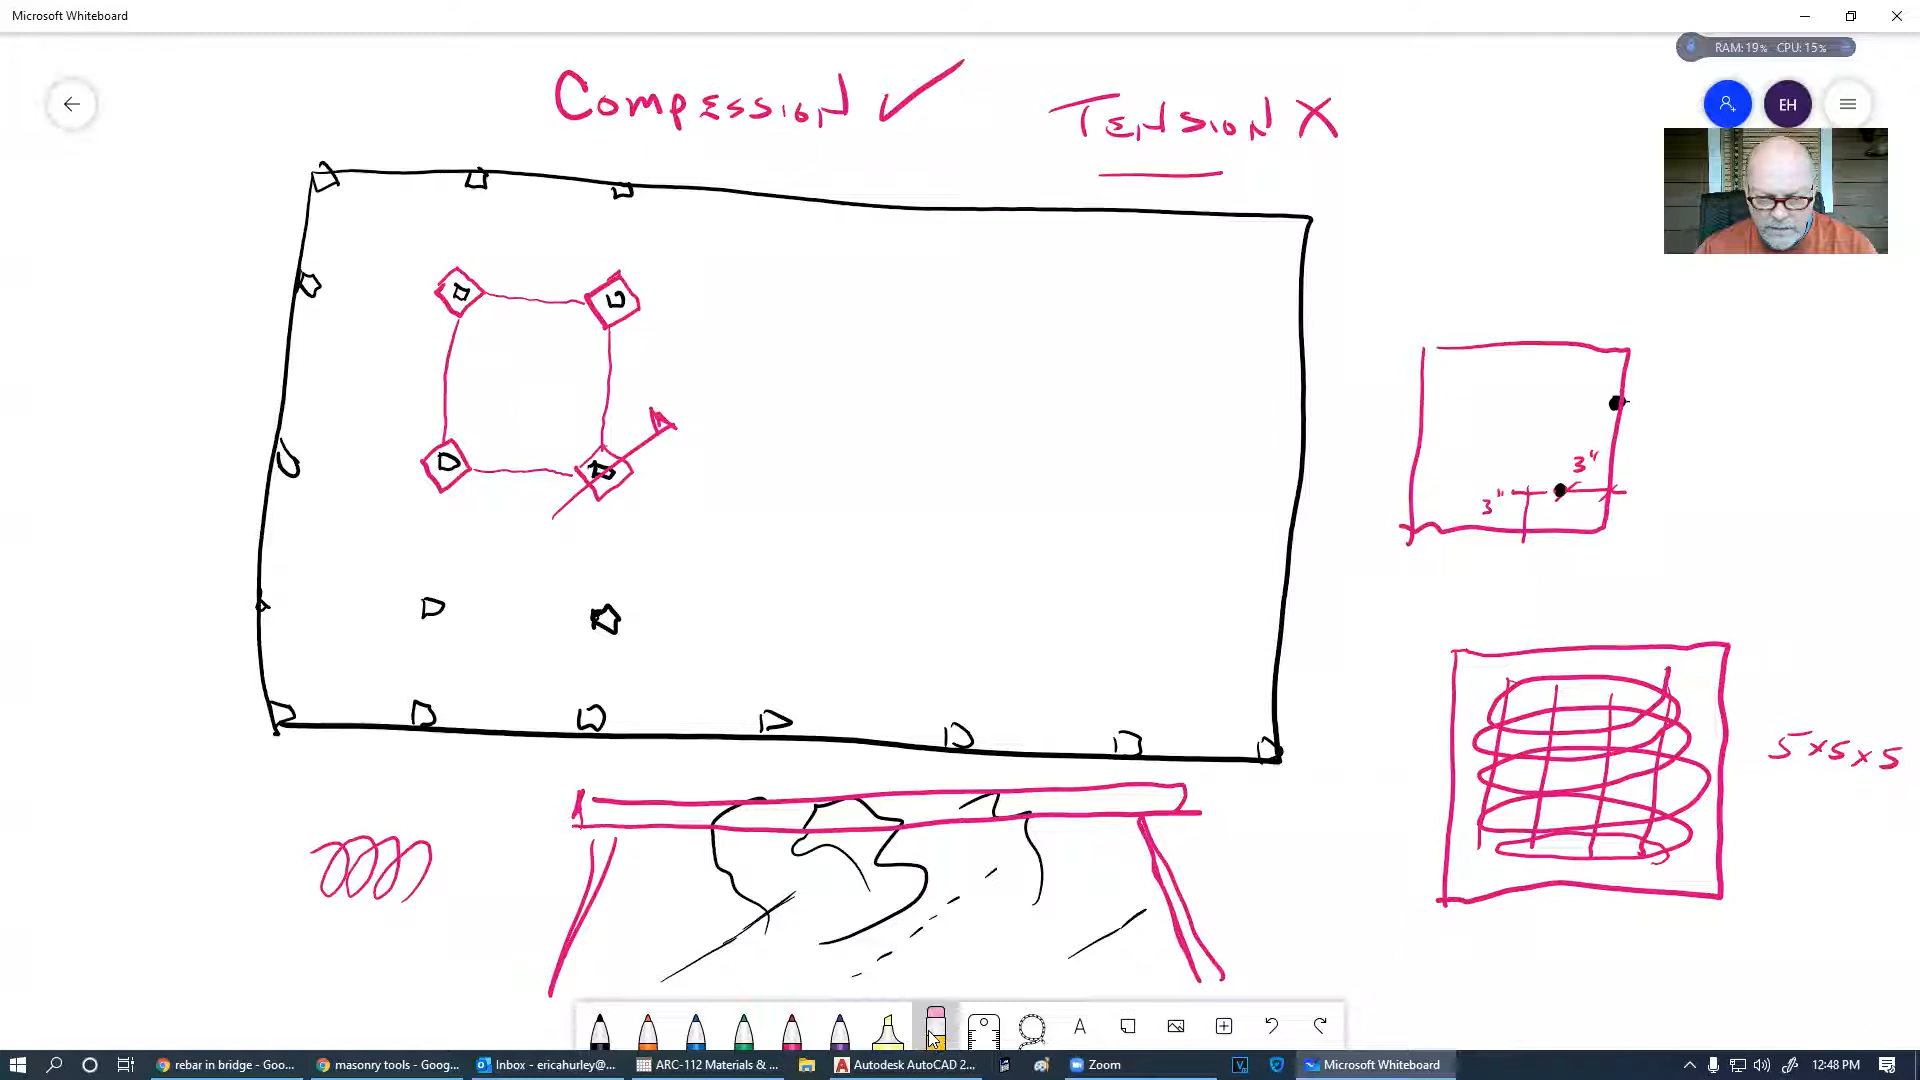 Microsoft Whiteboard
RAM: 19% CPU: 15%
Compession ✓ Tension X
EH
3"
3"
5x5x5
A
rebar in bridge - Goo...
masonry tools - Goog...
Inbox - ericahurley@...
ARC-112 Materials & ...
Autodesk AutoCAD 2...
Zoom
Microsoft Whiteboard
12:48 PM